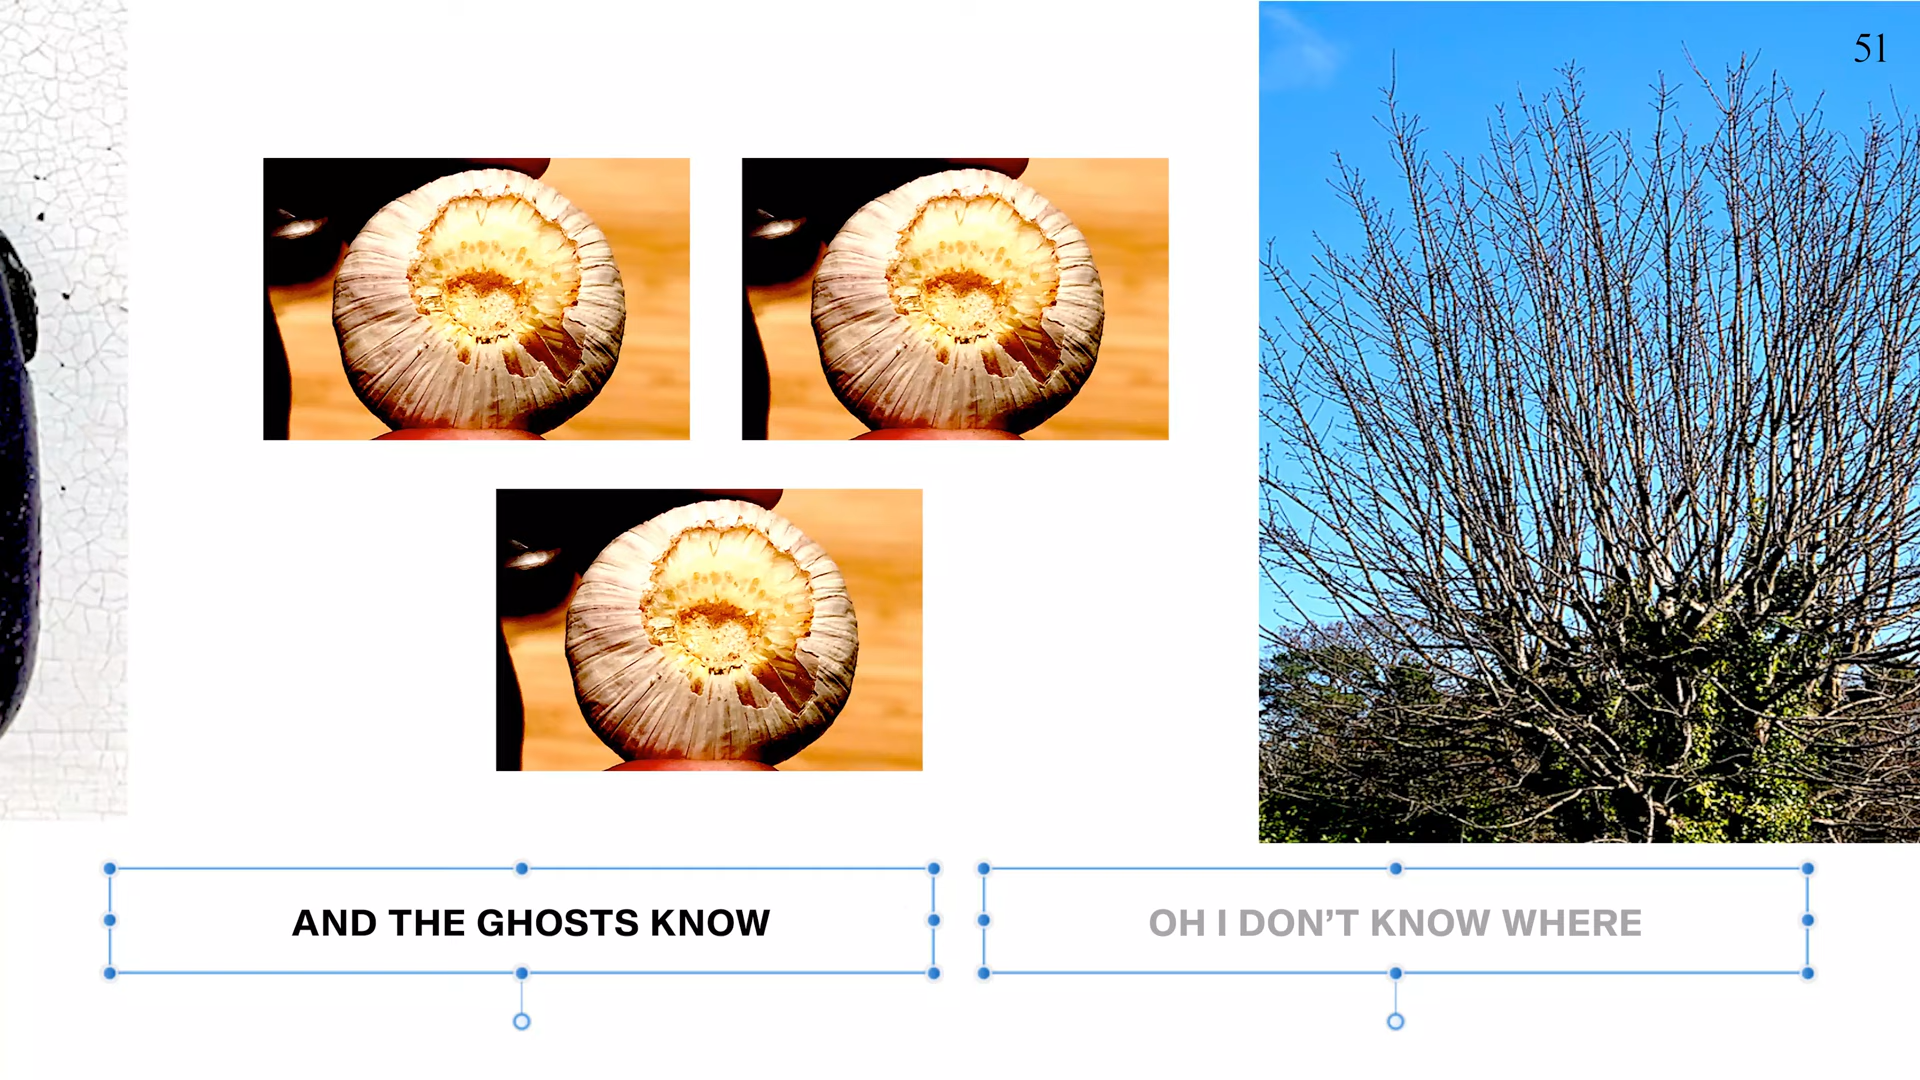 51
AND THE GHOSTS KNOW
OH I DON’T KNOW WHERE